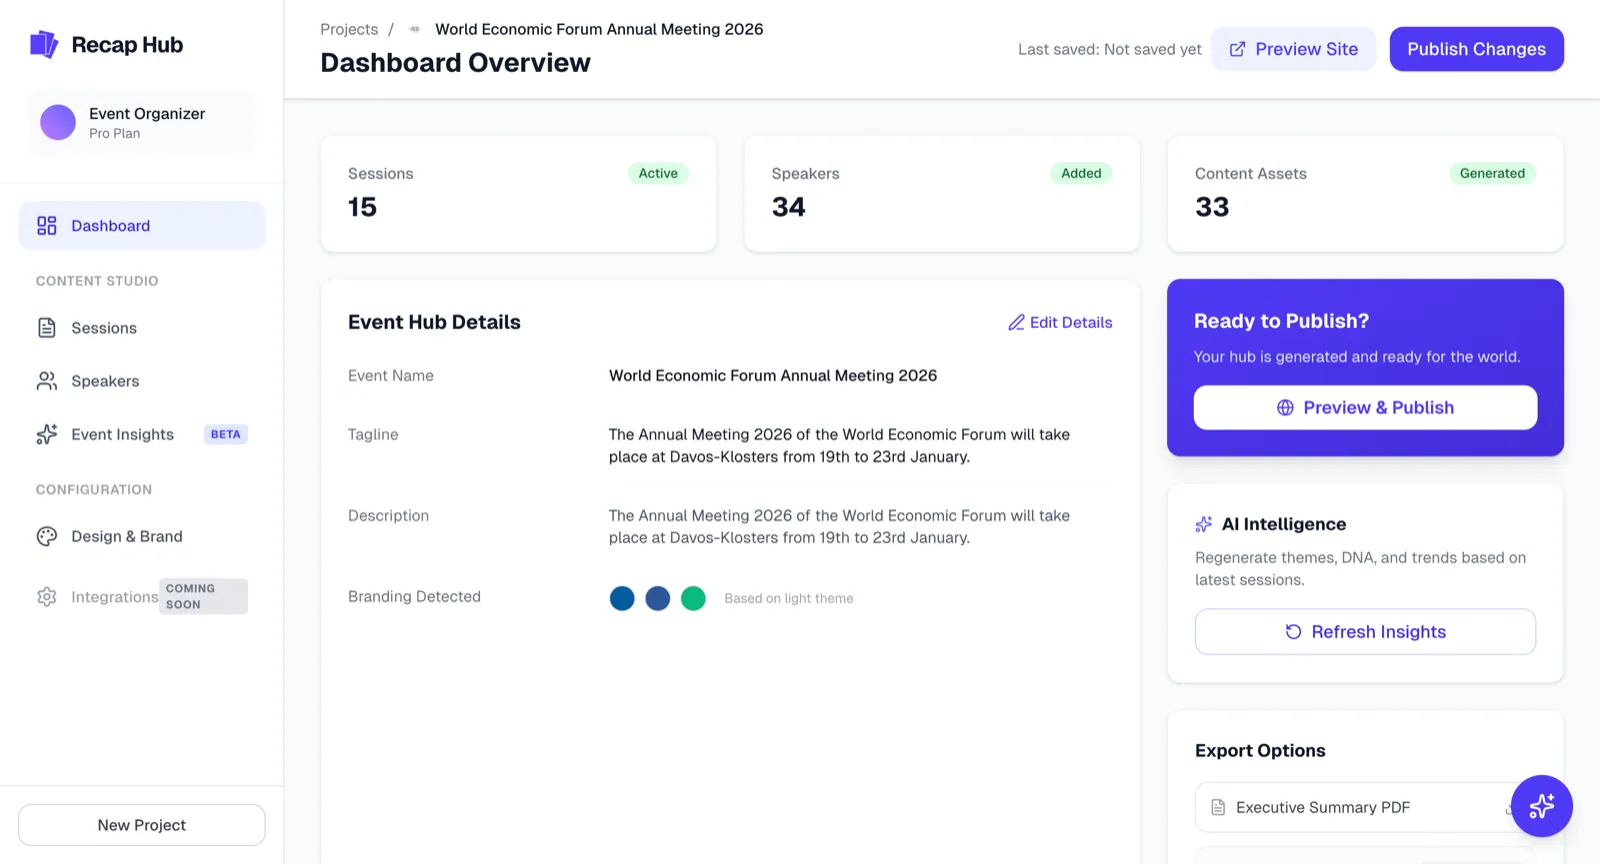 Recap Hub
Event Organizer
Pro Plan
Dashboard
CONTENT STUDIO
Sessions
Speakers
Event Insights BETA
CONFIGURATION
Design & Brand
Integrations COMING SOON
New Project
Projects / World Economic Forum Annual Meeting 2026
Dashboard Overview
Last saved: Not saved yet
Preview Site
Publish Changes
Sessions Active
15
Speakers Added
34
Content Assets Generated
33
Event Hub Details
Edit Details
Event Name World Economic Forum Annual Meeting 2026
Tagline The Annual Meeting 2026 of the World Economic Forum will take
place at Davos-Klosters from 19th to 23rd January.
Description The Annual Meeting 2026 of the World Economic Forum will take
place at Davos-Klosters from 19th to 23rd January.
Branding Detected Based on light theme
Ready to Publish?
Your hub is generated and ready for the world.
Preview & Publish
AI Intelligence
Regenerate themes, DNA, and trends based on
latest sessions.
Refresh Insights
Export Options
Executive Summary PDF